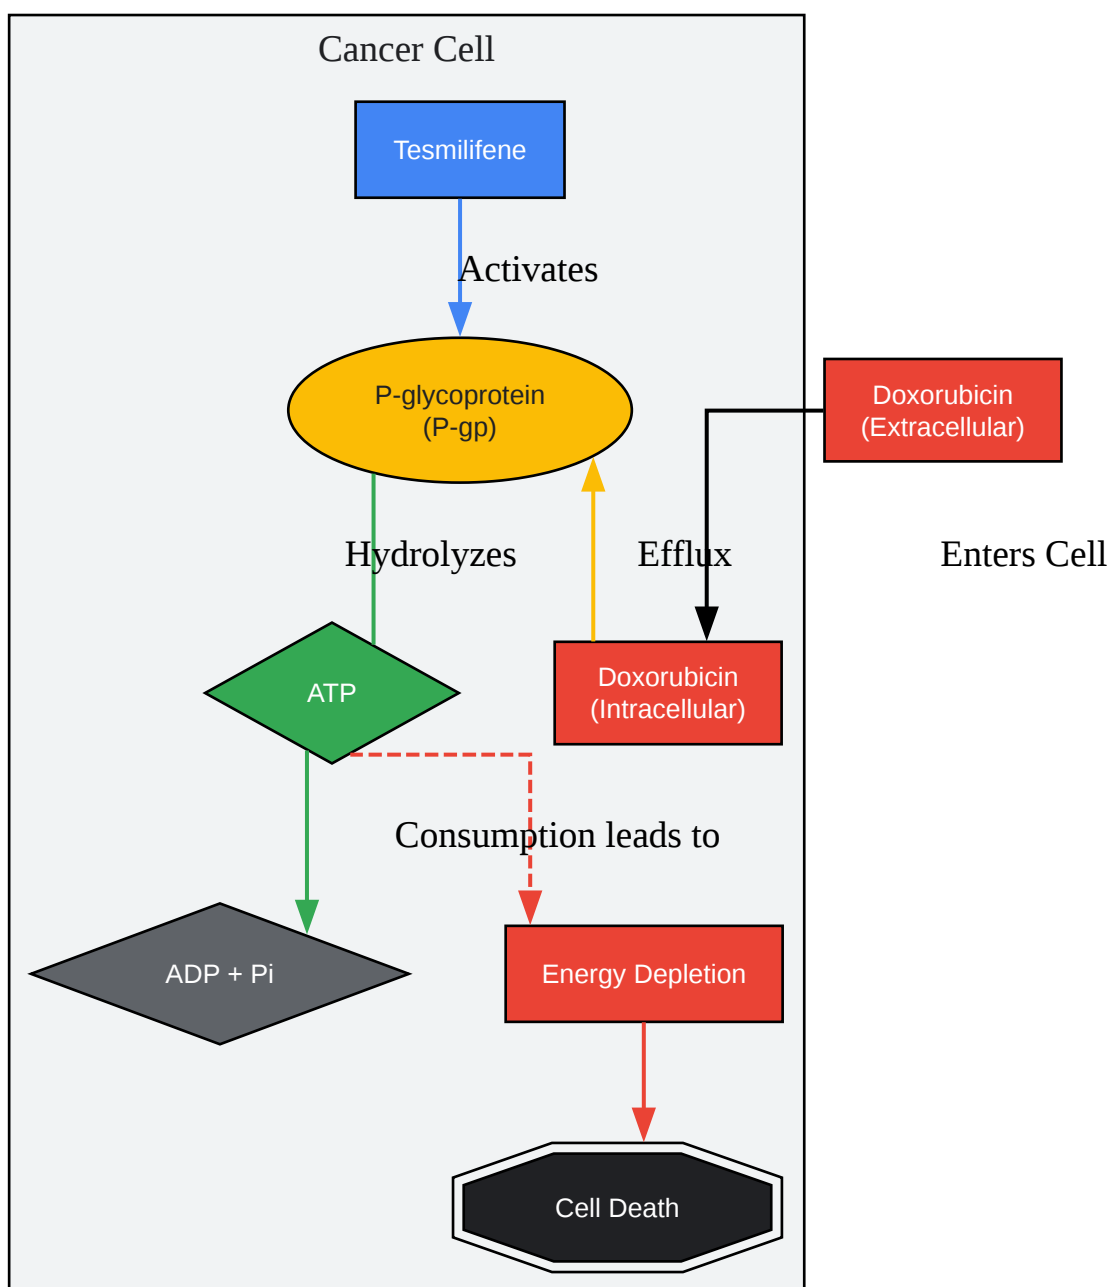 Cancer Cell
Tesmilifene
Activates
P-glycoprotein
(P-gp)
Doxorubicin
(Extracellular)
Hydrolyzes
Efflux
Enters Cell
ATP
Doxorubicin
(Intracellular)
Consumption leads to
ADP + Pi
Energy Depletion
Cell Death